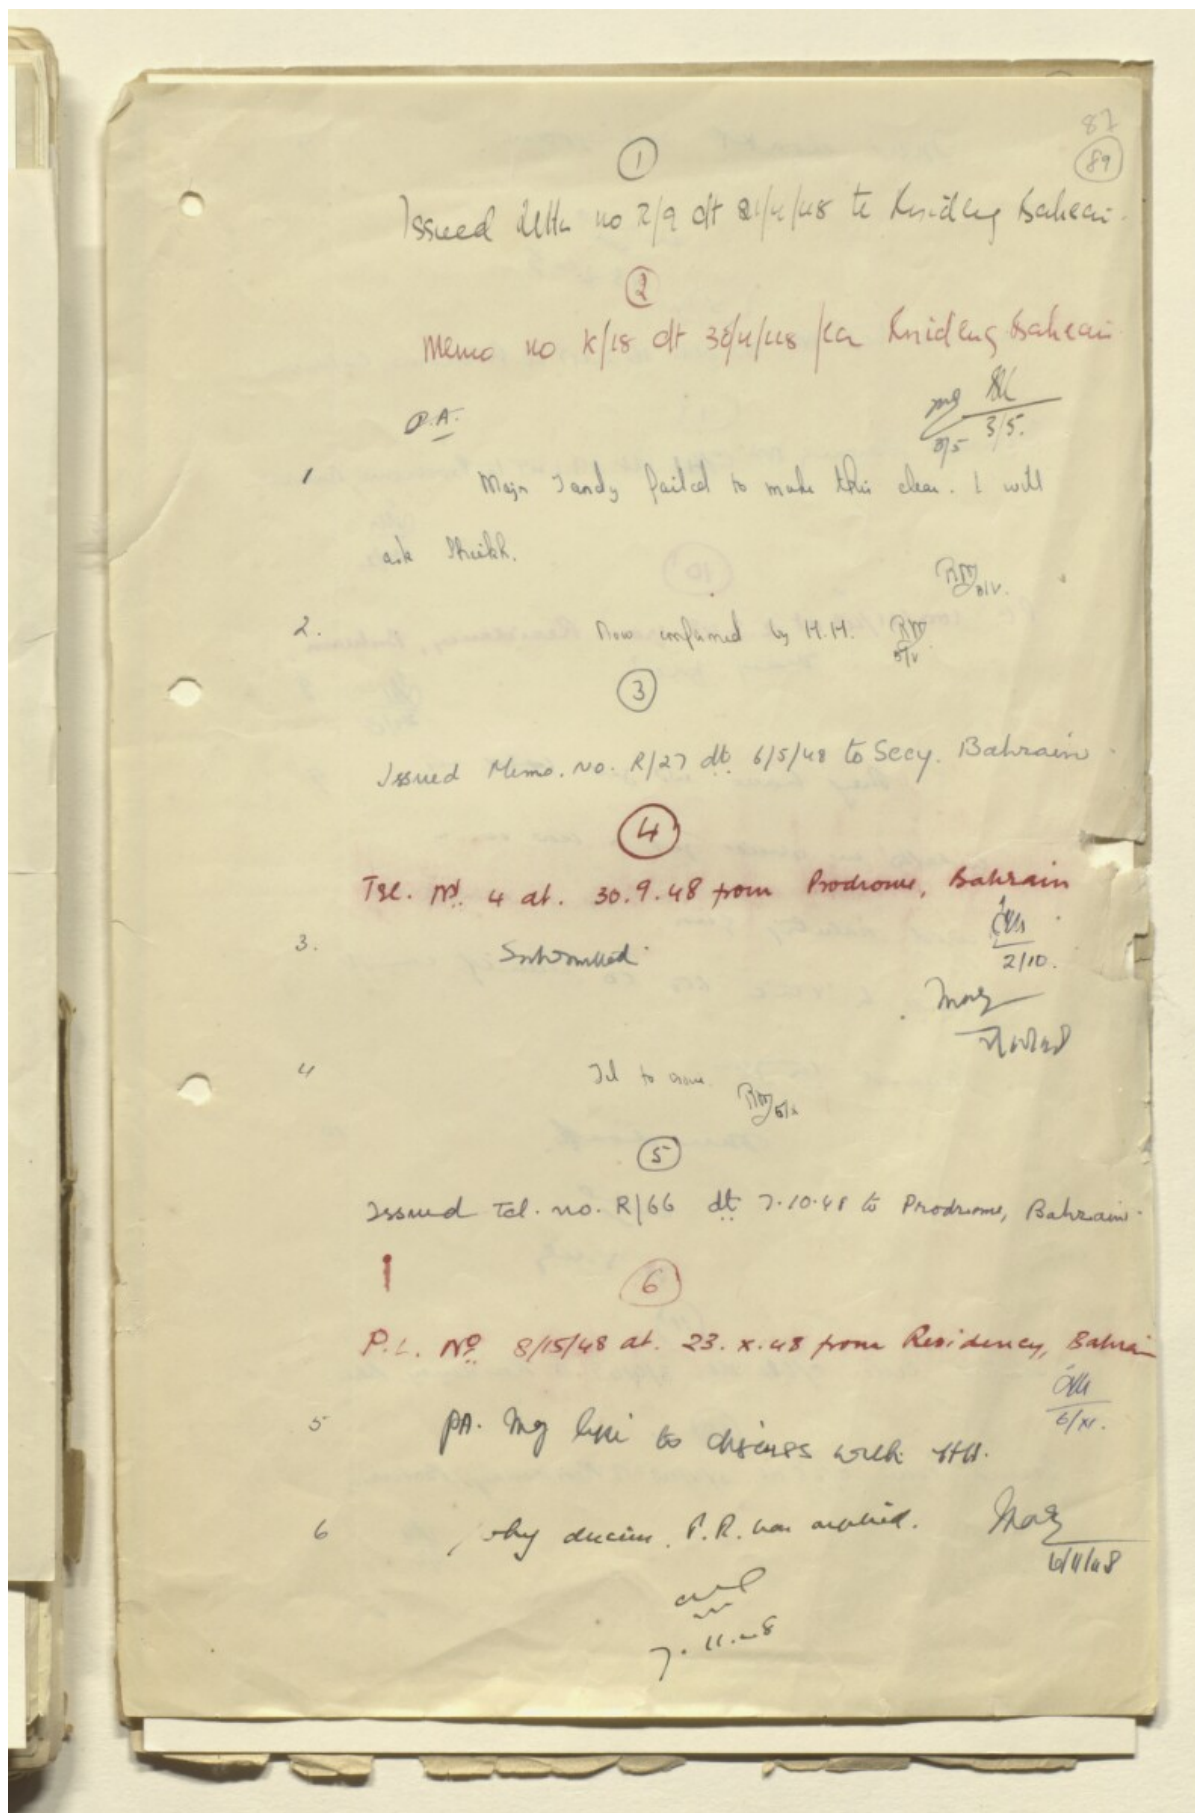 87
89
1
Issued no R/9 dt 21/4/48 to Residency Bahrain.
2
Memo no K/18 dt 30/4/48 from Residency Bahrain
3/5.
P.A.
1 Major Tandy failed to make this clear. I will
ask Sheikh.
2. Now confirmed by H.H.
3
Issued Memo. No. R/27 dt. 6/5/48 to Secy. Bahrain.
4
Tel. No. 4 dt. 30.9.48 from Prodrome, Bahrain
2/10.
3. Submitted.
4 Tel to
5
Issued Tel. no. R/66 dt. 7.10.48 to Prodrome, Bahrain.
6
P.L. No. 8/15/48 dt. 23.x.48 from Residency, Bahrain
6/xi.
5 PA. May like to discuss with HH.
6 P.R. has
6/11/48
7.11.48